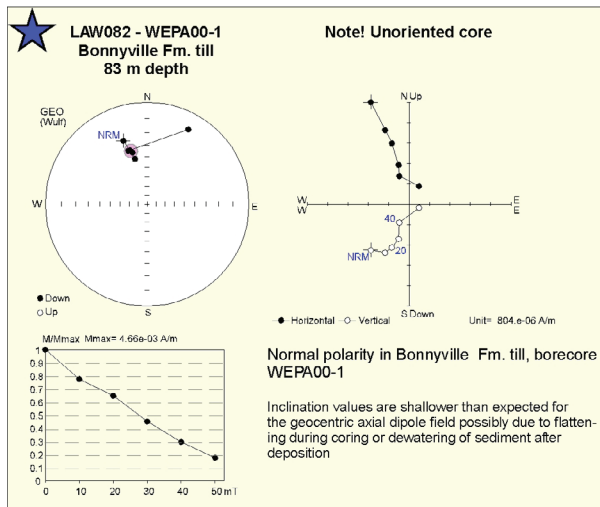 LAW082 - WEPA00-1
Bonnyville Fm. till
83 m depth
Note! Unoriented core
GEO
(Wulf)
N
NRM
W
E
S
Down
Up
N Up
W
W
E
E
40
20
NRM
S Down
Horizontal
Vertical
Unit= 804.e-06 A/m
M/Mmax Mmax= 4.66e-03 A/m
1
0.9
0.8
0.7
0.6
0.5
0.4
0.3
0.2
0.1
0
0 10 20 30 40 50 mT
Normal polarity in Bonnyville Fm. till, borecore
WEPA00-1
Inclination values are shallower than expected for
the geocentric axial dipole field possibly due to flatten-
ing during coring or dewatering of sediment after
deposition